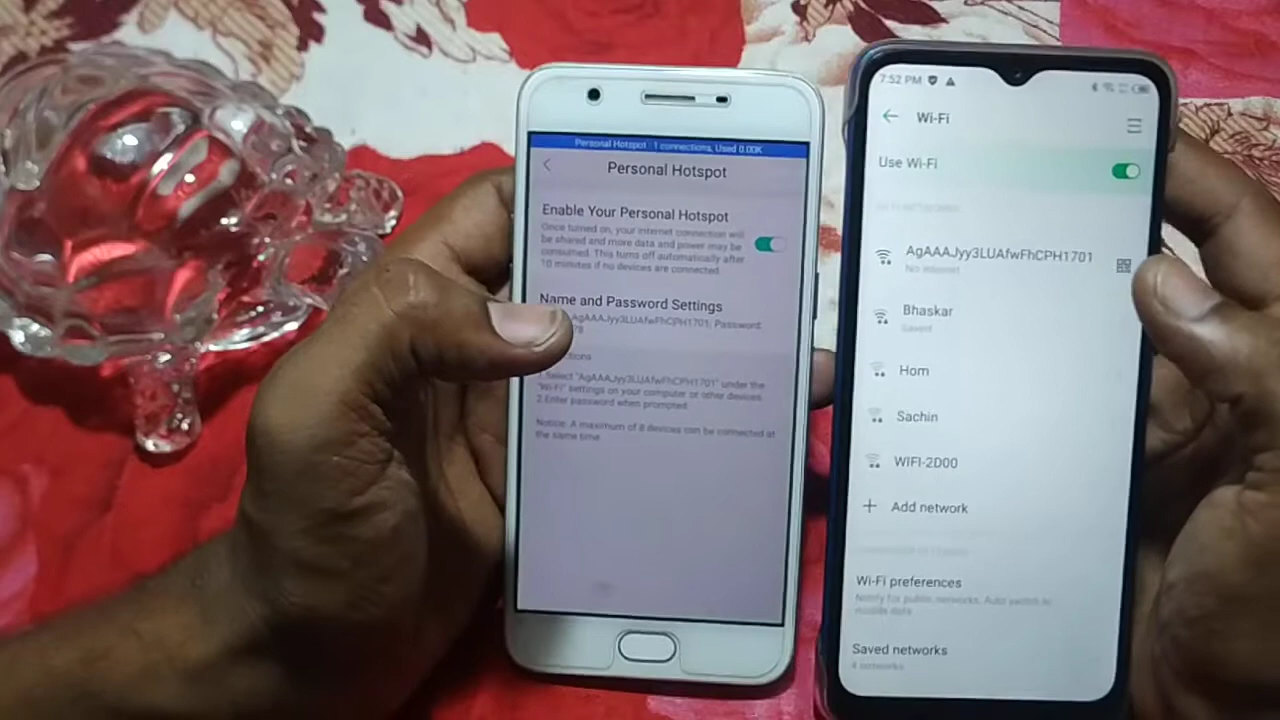 Personal Hotspot : 1 connections, Used 0.00K
Personal Hotspot
Enable Your Personal Hotspot
Once turned on, your internet connection will
be shared and more data and power may be
consumed. This turns off automatically after
10 minutes if no devices are connected.
Name and Password Settings
AgAAAJyy3LUAfwFhCPH1701; Password:
78
1.Select "AgAAAJyy3LUAfwFhCPH1701" under the
"Wi-Fi" settings on your computer or other devices.
2.Enter password when prompted.
Notice: A maximum of 8 devices can be connected at
the same time.
7:52 PM
Wi-Fi
Use Wi-Fi
AgAAAJyy3LUAfwFhCPH1701
No internet
Bhaskar
Saved
Hom
Sachin
WIFI-2D00
Add network
Wi-Fi preferences
Notify for public networks. Auto switch to
mobile data
Saved networks
4 networks